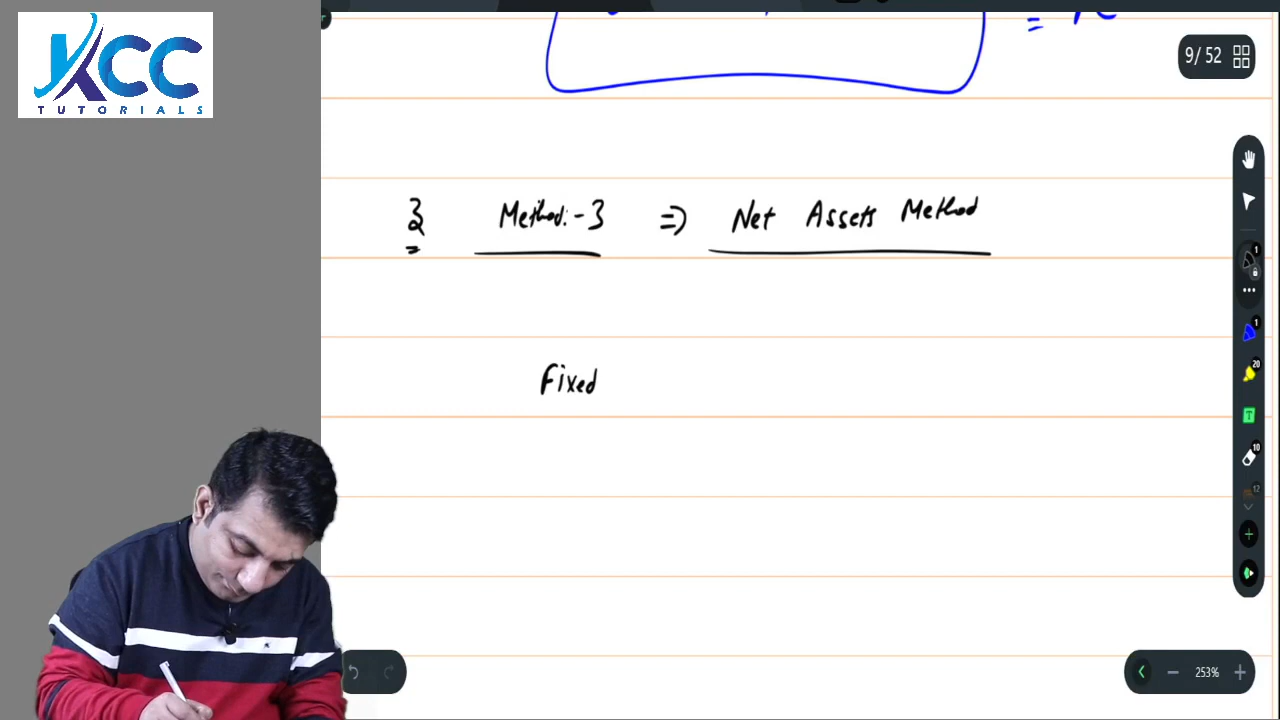 KCC
TUTORIALS
9/ 52
3 Method:-3 => Net Assets Method
Fixed
253%